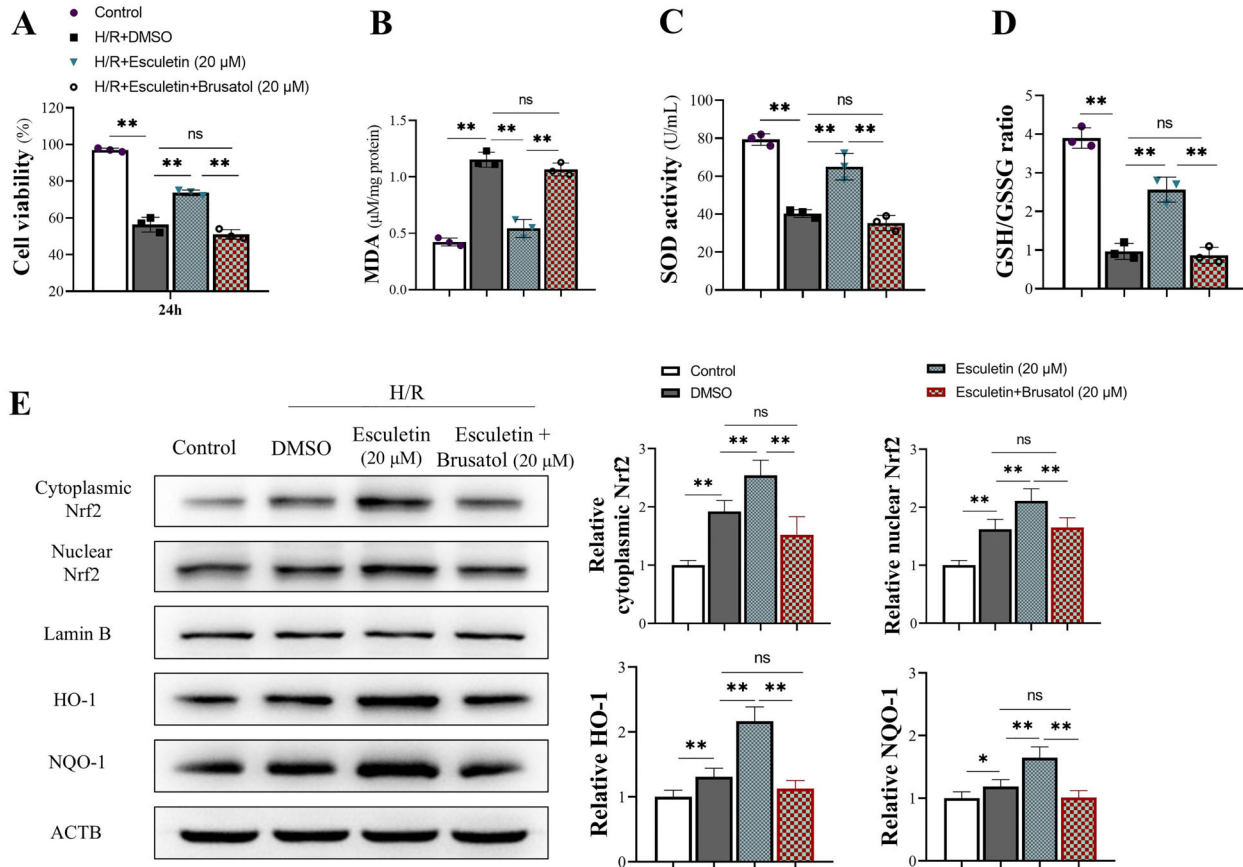 A
Control
H/R+DMSO
H/R+Esculetin (20 μM)
H/R+Esculetin+Brusatol (20 μM)
Cell viability (%)
100
80
60
40
20
**
ns
**
**
24h
B
MDA (μM/mg protein)
1.5
1.0
0.5
0.0
ns
**
**
**
C
SOD activity (U/mL)
100
80
60
40
20
0
ns
**
**
**
D
GSH/GSSG ratio
5
4
3
2
1
0
**
ns
**
**
E
H/R
Control
DMSO
Esculetin
(20 μM)
Esculetin +
Brusatol (20 μM)
Cytoplasmic
Nrf2
Nuclear
Nrf2
Lamin B
HO-1
NQO-1
ACTB
Control
DMSO
Esculetin (20 μM)
Esculetin+Brusatol (20 μM)
Relative
cytoplasmic Nrf2
3
2
1
0
ns
**
**
**
Relative nuclear Nrf2
3
2
1
0
ns
**
**
**
Relative HO-1
3
2
1
0
ns
**
**
**
Relative NQO-1
3
2
1
0
ns
*
**
**